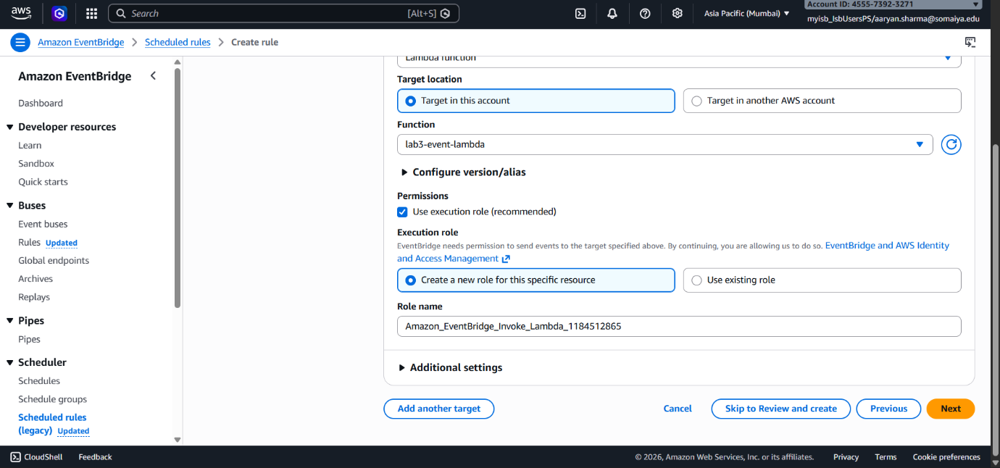 aws
Search
[Alt+S]
Asia Pacific (Mumbai)
Account ID: 4555-7392-3271
myisb_IsbUsersPS/aaryan.sharma@somaiya.edu
Amazon EventBridge
Scheduled rules
Create rule
Amazon EventBridge
Dashboard
Developer resources
Learn
Sandbox
Quick starts
Buses
Event buses
Rules Updated
Global endpoints
Archives
Replays
Pipes
Pipes
Scheduler
Schedules
Schedule groups
Scheduled rules
(legacy) Updated
Lambda function
Target location
Target in this account
Target in another AWS account
Function
lab3-event-lambda
Configure version/alias
Permissions
Use execution role (recommended)
Execution role
EventBridge needs permission to send events to the target specified above. By continuing, you are allowing us to do so. EventBridge and AWS Identity
and Access Management
Create a new role for this specific resource
Use existing role
Role name
Amazon_EventBridge_Invoke_Lambda_1184512865
Additional settings
Add another target
Cancel
Skip to Review and create
Previous
Next
CloudShell
Feedback
© 2026, Amazon Web Services, Inc. or its affiliates.
Privacy
Terms
Cookie preferences